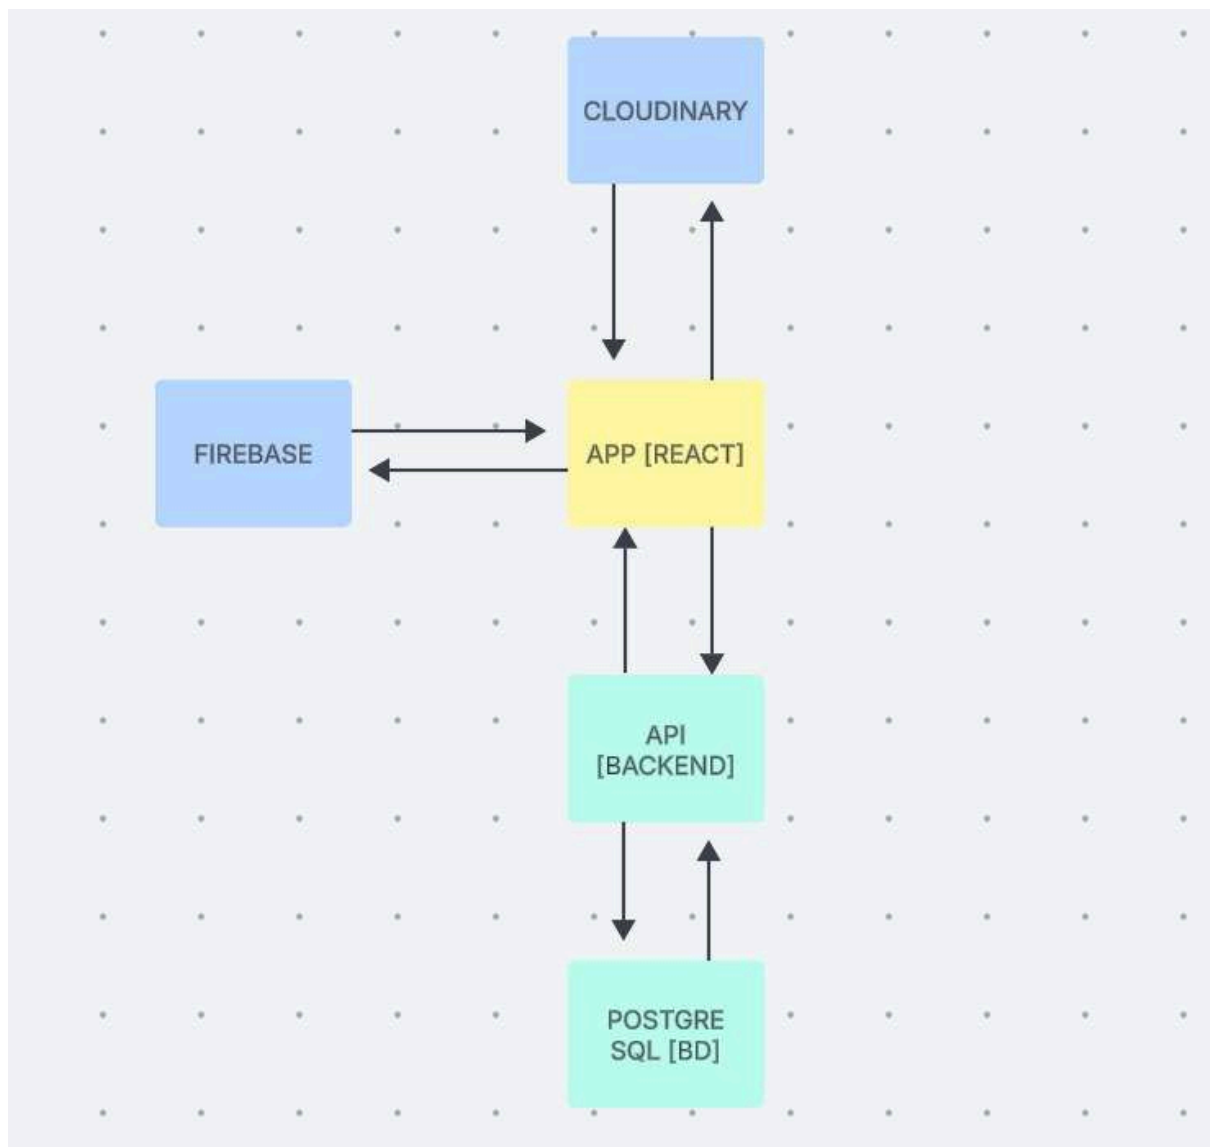 CLOUDINARY
FIREBASE
APP [REACT]
API
[BACKEND]
POSTGRE
SQL [BD]